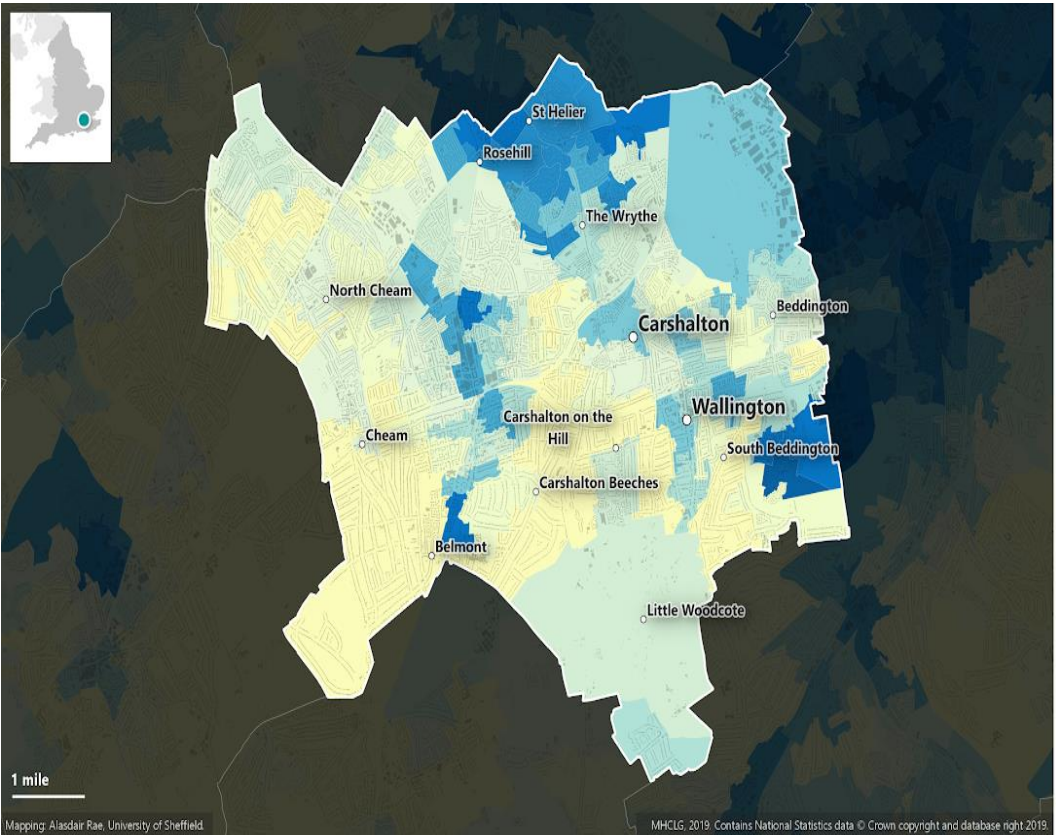 St Helier
Rosehill
The Wrythe
North Cheam
Beddington
Carshalton
Wallington
Carshalton on the
Hill
Cheam
South Beddington
Carshalton Beeches
Belmont
Little Woodcote
1 mile
Mapping: Alasdair Rae, University of Sheffield.
MHCLG, 2019. Contains National Statistics data © Crown copyright and database right 2019.